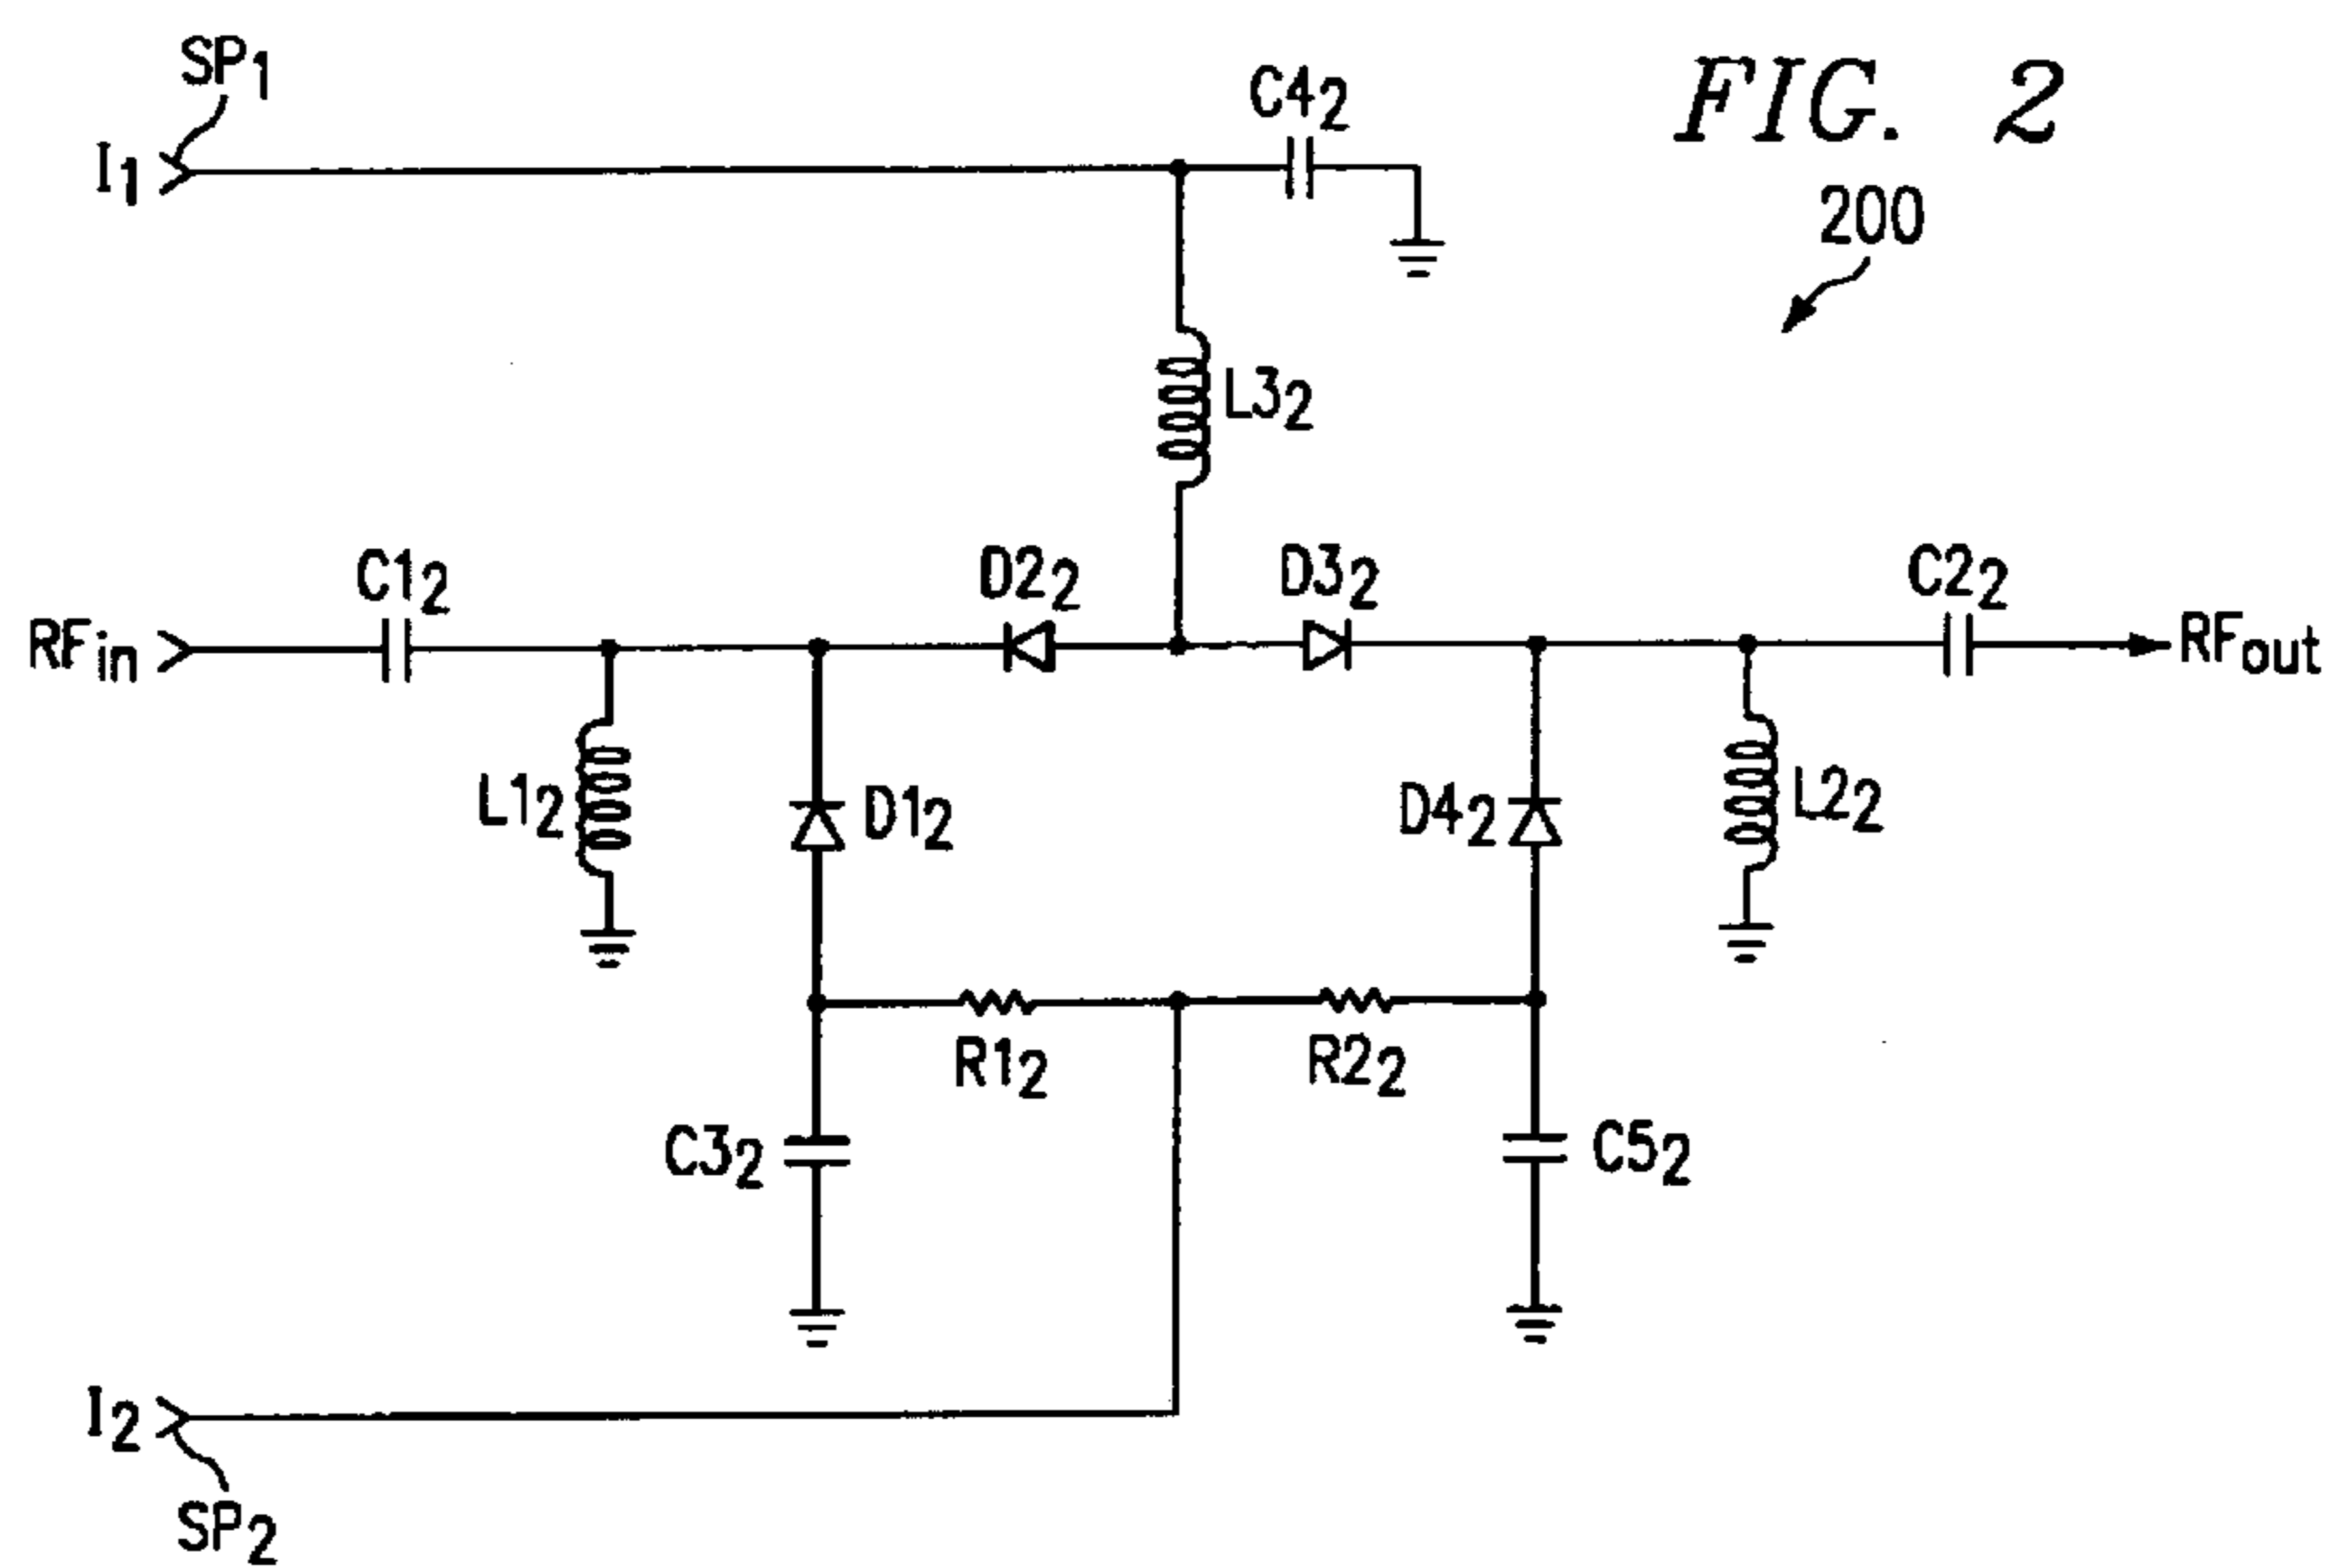 FIG. 2
200
SP1
I1
C42
L32
RFin
C12
D22
D32
C22
RFout
L12
D12
D42
L22
R12
R22
C32
C52
I2
SP2